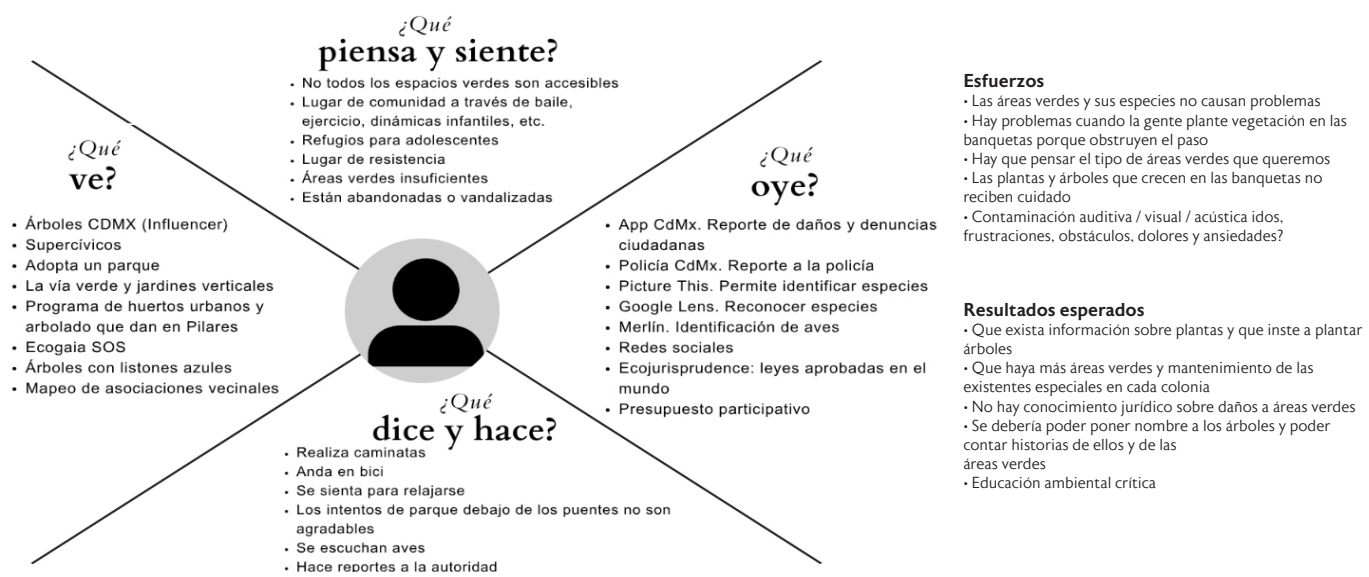 ¿Qué
piensa y siente?
• No todos los espacios verdes son accesibles
• Lugar de comunidad a través de baile,
ejercicio, dinámicas infantiles, etc.
• Refugios para adolescentes
• Lugar de resistencia
• Áreas verdes insuficientes
• Están abandonadas o vandalizadas
¿Qué
ve?
• Árboles CDMX (Influencer)
• Supercívicos
• Adopta un parque
• La vía verde y jardines verticales
• Programa de huertos urbanos y
arbolado que dan en Pilares
• Ecogaia SOS
• Árboles con listones azules
• Mapeo de asociaciones vecinales
¿Qué
oye?
• App CdMx. Reporte de daños y denuncias
ciudadanas
• Policía CdMx. Reporte a la policía
• Picture This. Permite identificar especies
• Google Lens. Reconocer especies
• Merlín. Identificación de aves
• Redes sociales
• Ecojurisprudence: leyes aprobadas en el
mundo
• Presupuesto participativo
¿Qué
dice y hace?
• Realiza caminatas
• Anda en bici
• Se sienta para relajarse
• Los intentos de parque debajo de los puentes no son
agradables
• Se escuchan aves
• Hace reportes a la autoridad
Esfuerzos
• Las áreas verdes y sus especies no causan problemas
• Hay problemas cuando la gente plante vegetación en las
banquetas porque obstruyen el paso
• Hay que pensar el tipo de áreas verdes que queremos
• Las plantas y árboles que crecen en las banquetas no
reciben cuidado
• Contaminación auditiva / visual / acústica idos,
frustraciones, obstáculos, dolores y ansiedades?
Resultados esperados
• Que exista información sobre plantas y que inste a plantar
árboles
• Que haya más áreas verdes y mantenimiento de las
existentes especiales en cada colonia
• No hay conocimiento jurídico sobre daños a áreas verdes
• Se debería poder poner nombre a los árboles y poder
contar historias de ellos y de las
áreas verdes
• Educación ambiental crítica